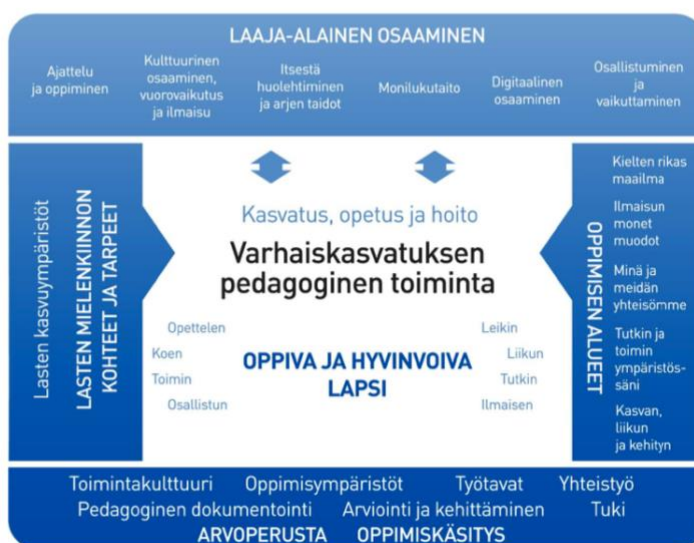 LAAJA-ALAINEN OSAAMINEN
Ajattelu
ja oppiminen
Kulttuurinen
osaaminen,
vuorovaikutus
ja ilmaisu
Itsestä
huolehtiminen
ja arjen taidot
Monilukutaito
Digitaalinen
osaaminen
Osallistuminen
ja
vaikuttaminen
Lasten kasvuympäristöt
LASTEN MIELENKIINNON
KOHTEET JA TARPEET
Kasvatus, opetus ja hoito
Varhaiskasvatuksen
pedagoginen toiminta
Opettelen
Koen
Toimin
Osallistun
OPPIVA JA HYVINVOIVA
LAPSI
Leikin
Liikun
Tutkin
Ilmaisen
OPPIMISEN ALUEET
Kielten rikas
maailma
Ilmaisun
monet
muodot
Minä ja
meidän
yhteisömme
Tutkin ja
toimin
ympäristös-
säni
Kasvan,
liikun
ja kehityn
Toimintakulttuuri Oppimisympäristöt Työtavat Yhteistyö
Pedagoginen dokumentointi Arviointi ja kehittäminen Tuki
ARVOPERUSTA OPPIMISKÄSITYS